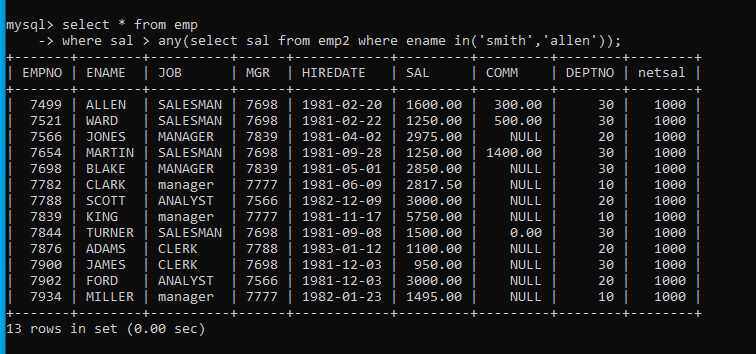 mysql> select * from emp
    -> where sal > any(select sal from emp2 where ename in('smith','allen'));
+-------+--------+----------+------+------------+---------+---------+--------+--------+
| EMPNO | ENAME  | JOB      | MGR  | HIREDATE   | SAL     | COMM    | DEPTNO | netsal |
+-------+--------+----------+------+------------+---------+---------+--------+--------+
|  7499 | ALLEN  | SALESMAN | 7698 | 1981-02-20 | 1600.00 |  300.00 |     30 |   1000 |
|  7521 | WARD   | SALESMAN | 7698 | 1981-02-22 | 1250.00 |  500.00 |     30 |   1000 |
|  7566 | JONES  | MANAGER  | 7839 | 1981-04-02 | 2975.00 |    NULL |     20 |   1000 |
|  7654 | MARTIN | SALESMAN | 7698 | 1981-09-28 | 1250.00 | 1400.00 |     30 |   1000 |
|  7698 | BLAKE  | MANAGER  | 7839 | 1981-05-01 | 2850.00 |    NULL |     30 |   1000 |
|  7782 | CLARK  | manager  | 7777 | 1981-06-09 | 2817.50 |    NULL |     10 |   1000 |
|  7788 | SCOTT  | ANALYST  | 7566 | 1982-12-09 | 3000.00 |    NULL |     20 |   1000 |
|  7839 | KING   | manager  | 7777 | 1981-11-17 | 5750.00 |    NULL |     10 |   1000 |
|  7844 | TURNER | SALESMAN | 7698 | 1981-09-08 | 1500.00 |    0.00 |     30 |   1000 |
|  7876 | ADAMS  | CLERK    | 7788 | 1983-01-12 | 1100.00 |    NULL |     20 |   1000 |
|  7900 | JAMES  | CLERK    | 7698 | 1981-12-03 |  950.00 |    NULL |     30 |   1000 |
|  7902 | FORD   | ANALYST  | 7566 | 1981-12-03 | 3000.00 |    NULL |     20 |   1000 |
|  7934 | MILLER | manager  | 7777 | 1982-01-23 | 1495.00 |    NULL |     10 |   1000 |
+-------+--------+----------+------+------------+---------+---------+--------+--------+
13 rows in set (0.00 sec)